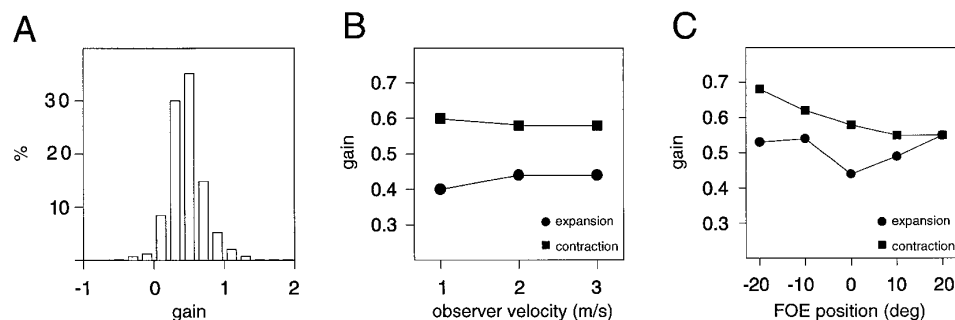 A
%
30
20
10
-1
0
1
2
gain
B
gain
0.7
0.6
0.5
0.4
0.3
expansion
contraction
1
2
3
observer velocity (m/s)
C
gain
0.7
0.6
0.5
0.4
0.3
expansion
contraction
-20
-10
0
10
20
FOE position (deg)